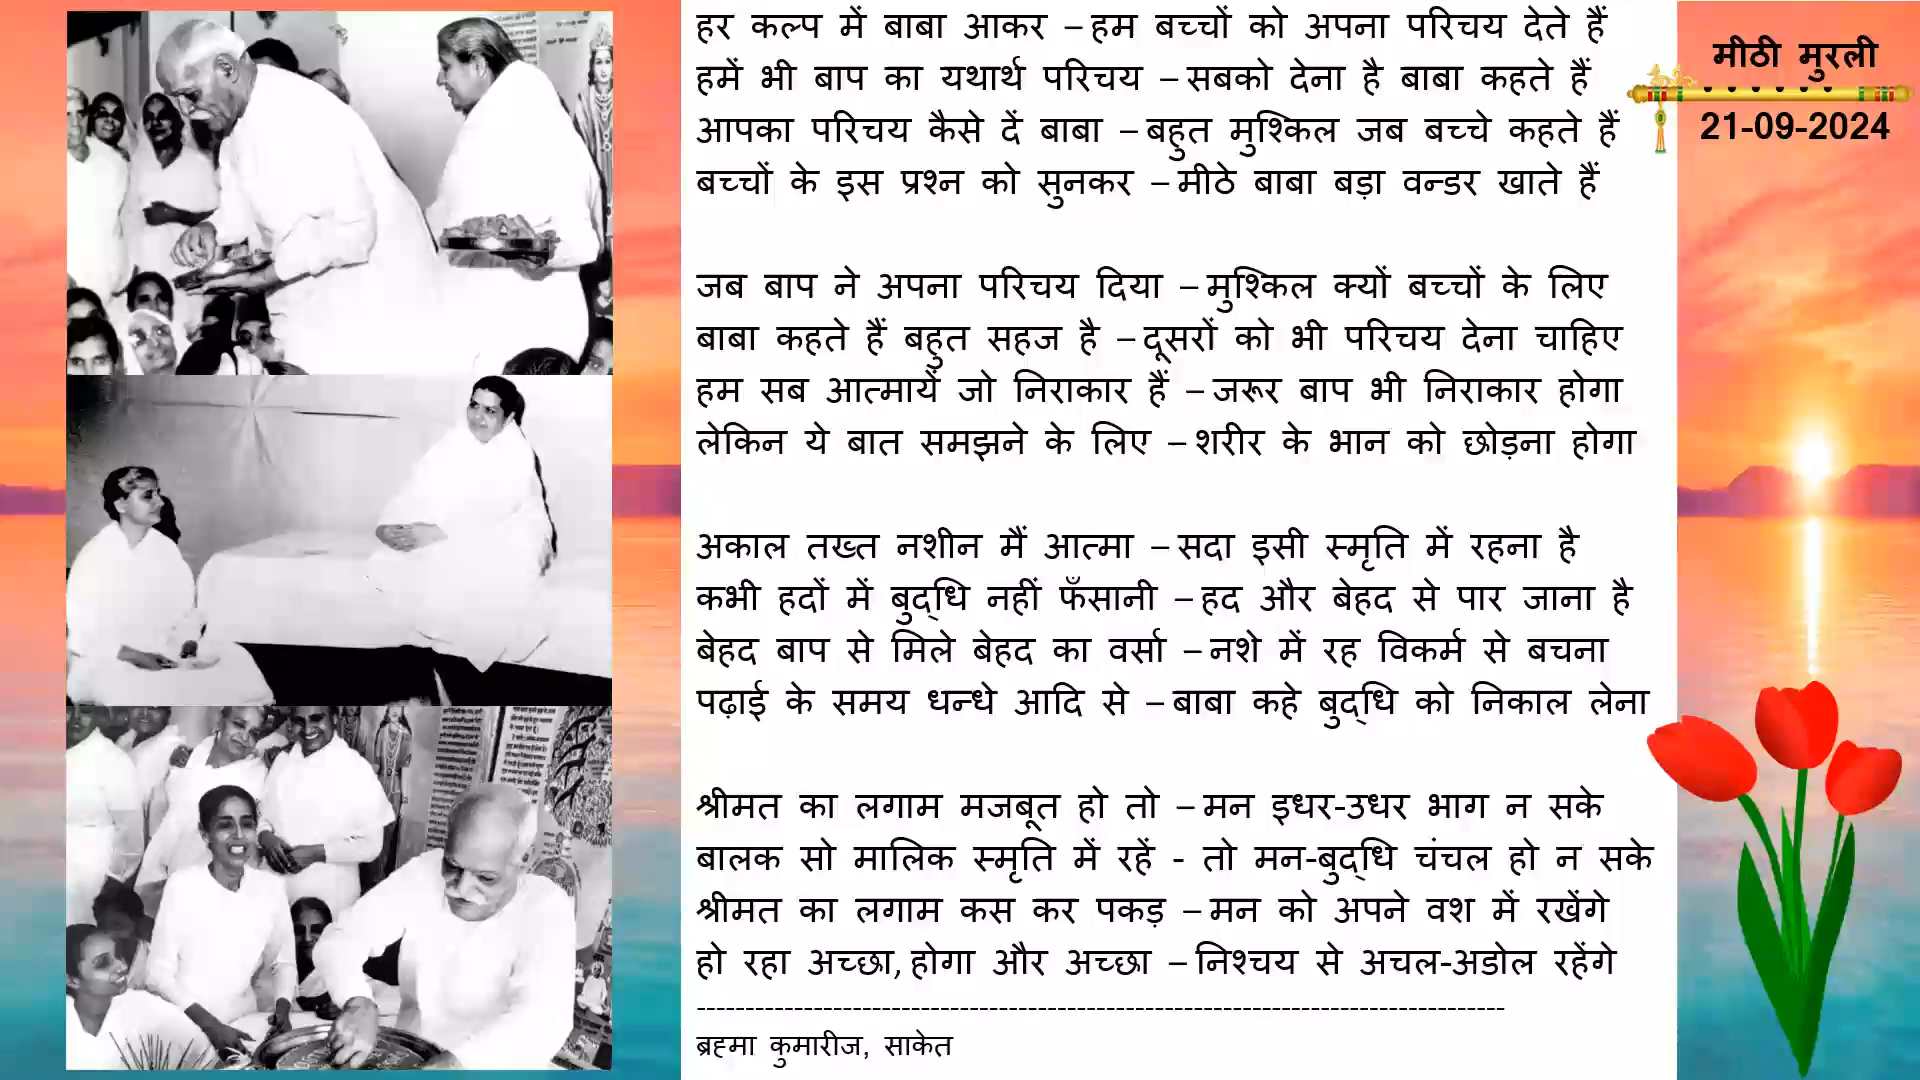 हर कल्प में बाबा आकर – हम बच्चों को अपना परिचय देते हैं
हमें भी बाप का यथार्थ परिचय – सबको देना है बाबा कहते हैं
आपका परिचय कैसे दें बाबा – बहुत मुश्किल जब बच्चे कहते हैं
बच्चों के इस प्रश्न को सुनकर – मीठे बाबा बड़ा वन्डर खाते हैं
जब बाप ने अपना परिचय दिया – मुश्किल क्यों बच्चों के लिए
बाबा कहते हैं बहुत सहज है – दूसरों को भी परिचय देना चाहिए
हम सब आत्मायें जो निराकार हैं – जरूर बाप भी निराकार होगा
लेकिन ये बात समझने के लिए – शरीर के भान को छोड़ना होगा
अकाल तख्त नशीन मैं आत्मा – सदा इसी स्मृति में रहना है
कभी हदों में बुद्धि नहीं फँसानी – हद और बेहद से पार जाना है
बेहद बाप से मिले बेहद का वर्सा – नशे में रह विकर्म से बचना
पढ़ाई के समय धन्धे आदि से – बाबा कहे बुद्धि को निकाल लेना
श्रीमत का लगाम मजबूत हो तो – मन इधर-उधर भाग न सके
बालक सो मालिक स्मृति में रहें - तो मन-बुद्धि चंचल हो न सके
श्रीमत का लगाम कस कर पकड़ – मन को अपने वश में रखेंगे
हो रहा अच्छा, होगा और अच्छा – निश्चय से अचल-अडोल रहेंगे
------------------------------------------------------------------------------------
ब्रह्मा कुमारीज, साकेत
मीठी मुरली
21-09-2024